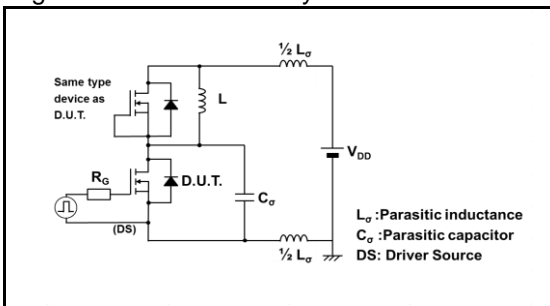 ½ Lσ
Same type
device as
D.U.T.
L
VDD
RG
D.U.T.
Cσ
(DS)
½ Lσ
Lσ :Parasitic inductance
Cσ :Parasitic capacitor
DS: Driver Source